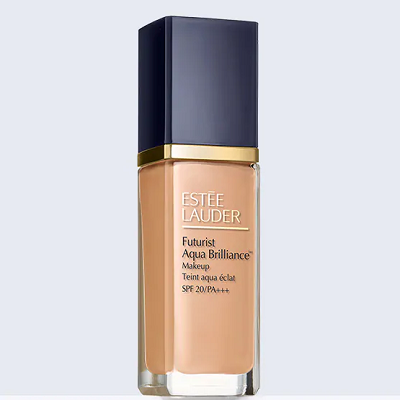 ESTĒE
LAUDER
Futurist
Aqua Brilliance™
Makeup
Teint aqua éclat
SPF 20/PA+++